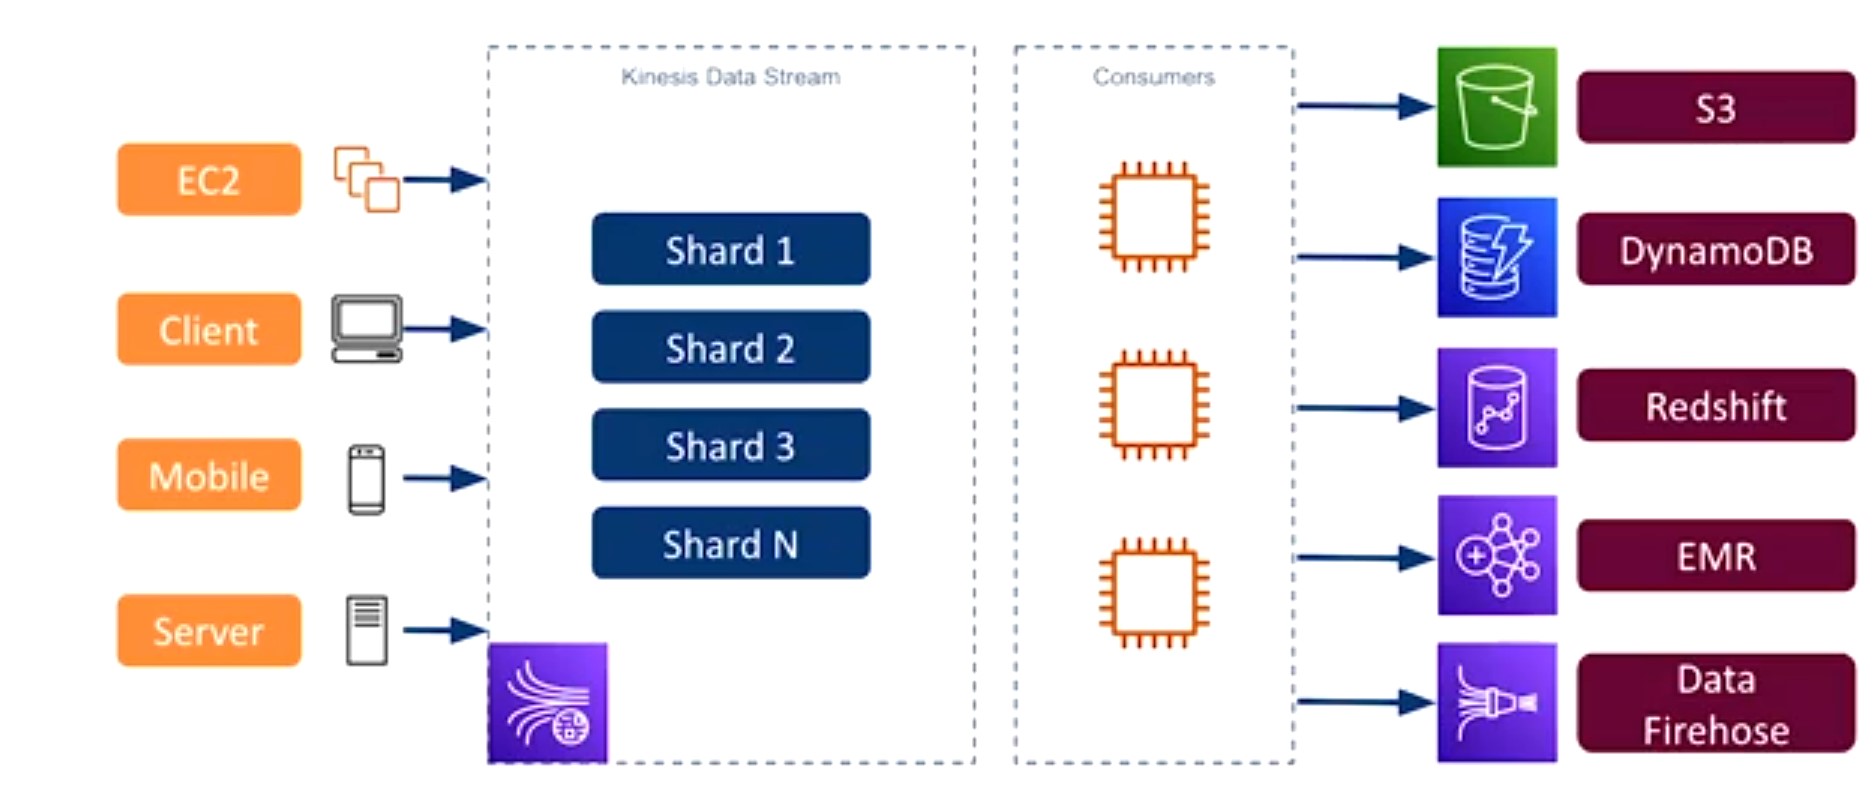 Kinesis Data Stream
Consumers
EC2
Client
Mobile
Server
Shard 1
Shard 2
Shard 3
Shard N
S3
DynamoDB
Redshift
EMR
Data
Firehose